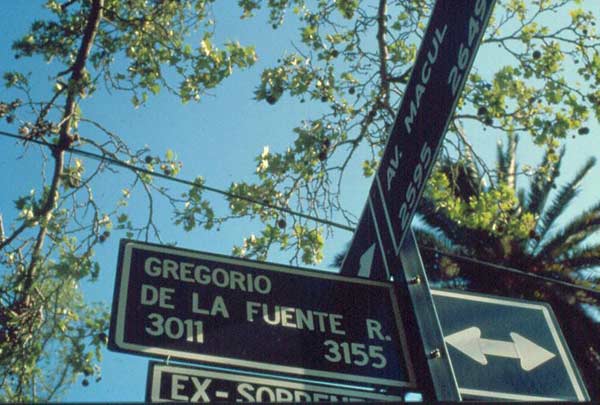 AV. MACUL
2595 2649
GREGORIO
DE LA FUENTE R.
3011 3155